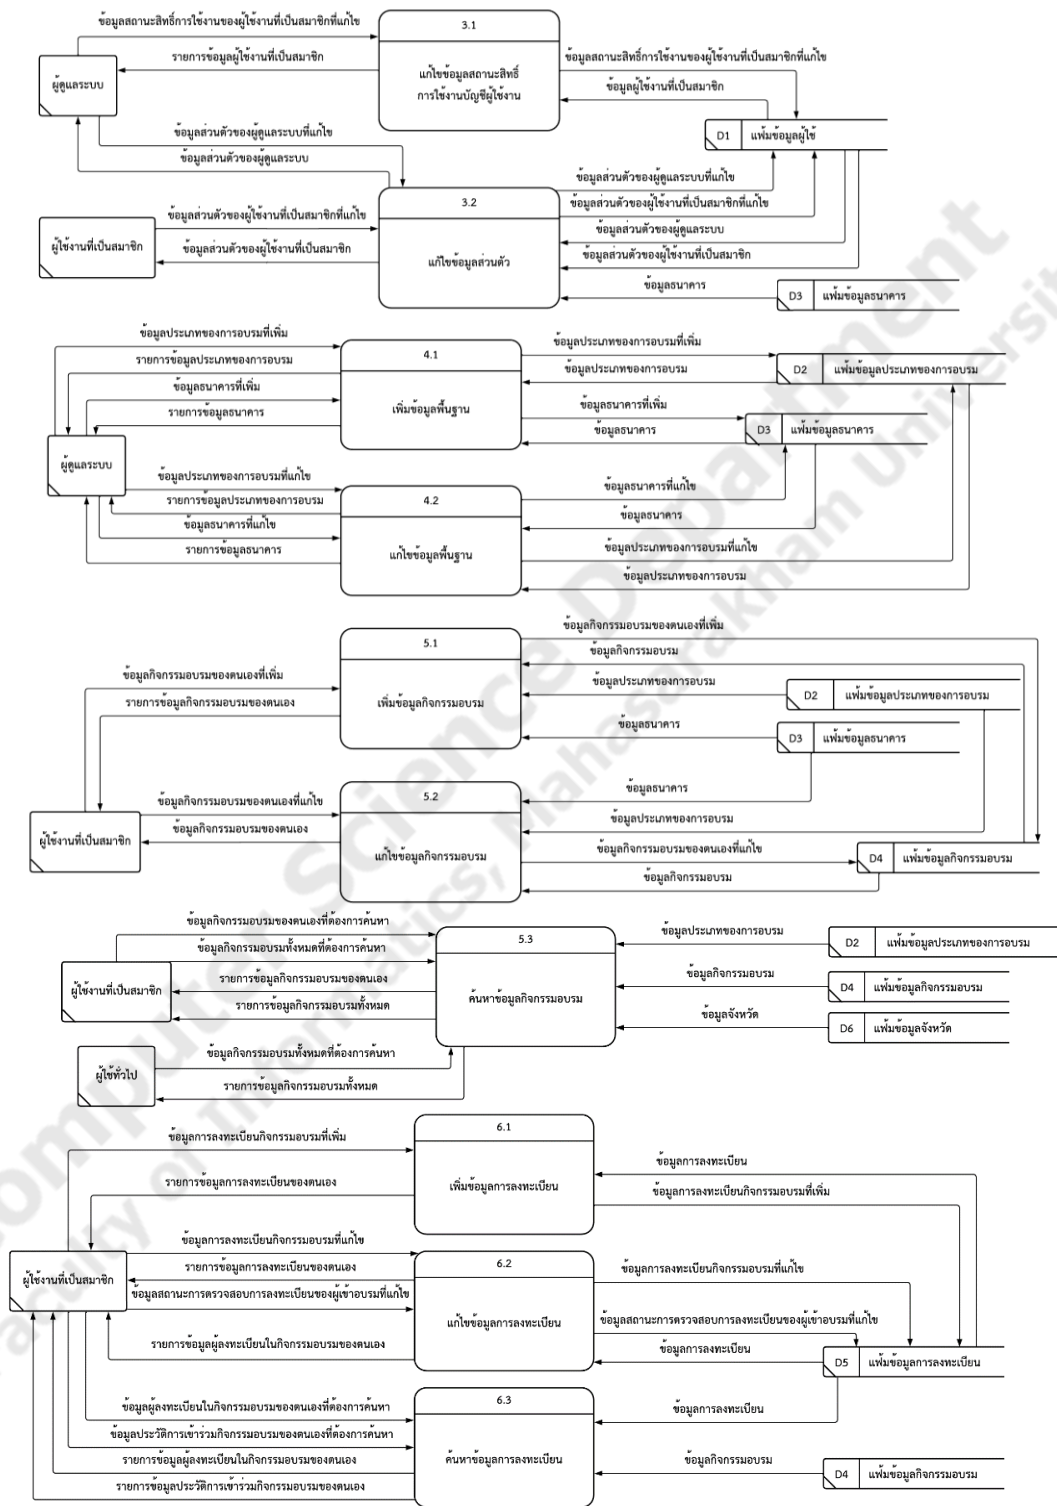 ข้อมูลสถานะสิทธิ์การใช้งานของผู้ใช้งานที่เป็นสมาชิกที่แก้ไข
รายการข้อมูลผู้ใช้งานที่เป็นสมาชิก
ผู้ดูแลระบบ
3.1
แก้ไขข้อมูลสถานะสิทธิ์
การใช้งานบัญชีผู้ใช้งาน
ข้อมูลสถานะสิทธิ์การใช้งานของผู้ใช้งานที่เป็นสมาชิกที่แก้ไข
ข้อมูลผู้ใช้งานที่เป็นสมาชิก
D1 แฟ้มข้อมูลผู้ใช้
ข้อมูลส่วนตัวของผู้ดูแลระบบที่แก้ไข
ข้อมูลส่วนตัวของผู้ดูแลระบบ
ผู้ใช้งานที่เป็นสมาชิก
ข้อมูลส่วนตัวของผู้ใช้งานที่เป็นสมาชิกที่แก้ไข
ข้อมูลส่วนตัวของผู้ใช้งานที่เป็นสมาชิก
3.2
แก้ไขข้อมูลส่วนตัว
ข้อมูลส่วนตัวของผู้ดูแลระบบที่แก้ไข
ข้อมูลส่วนตัวของผู้ใช้งานที่เป็นสมาชิกที่แก้ไข
ข้อมูลส่วนตัวของผู้ดูแลระบบ
ข้อมูลส่วนตัวของผู้ใช้งานที่เป็นสมาชิก
ข้อมูลธนาคาร
D3 แฟ้มข้อมูลธนาคาร
ข้อมูลประเภทของการอบรมที่เพิ่ม
รายการข้อมูลประเภทของการอบรม
ข้อมูลธนาคารที่เพิ่ม
รายการข้อมูลธนาคาร
4.1
เพิ่มข้อมูลพื้นฐาน
ข้อมูลประเภทของการอบรมที่เพิ่ม
ข้อมูลประเภทของการอบรม
D2 แฟ้มข้อมูลประเภทของการอบรม
ข้อมูลธนาคารที่เพิ่ม
ข้อมูลธนาคาร
D3 แฟ้มข้อมูลธนาคาร
ผู้ดูแลระบบ
ข้อมูลประเภทของการอบรมที่แก้ไข
รายการข้อมูลประเภทของการอบรม
ข้อมูลธนาคารที่แก้ไข
รายการข้อมูลธนาคาร
4.2
แก้ไขข้อมูลพื้นฐาน
ข้อมูลธนาคารที่แก้ไข
ข้อมูลธนาคาร
ข้อมูลประเภทของการอบรมที่แก้ไข
ข้อมูลประเภทของการอบรม
ข้อมูลกิจกรรมอบรมของตนเองที่เพิ่ม
รายการข้อมูลกิจกรรมอบรมของตนเอง
5.1
เพิ่มข้อมูลกิจกรรมอบรม
ข้อมูลกิจกรรมอบรมของตนเองที่เพิ่ม
ข้อมูลกิจกรรมอบรม
ข้อมูลประเภทของการอบรม
D2 แฟ้มข้อมูลประเภทของการอบรม
ข้อมูลธนาคาร
D3 แฟ้มข้อมูลธนาคาร
ผู้ใช้งานที่เป็นสมาชิก
ข้อมูลกิจกรรมอบรมของตนเองที่แก้ไข
ข้อมูลกิจกรรมอบรมของตนเอง
5.2
แก้ไขข้อมูลกิจกรรมอบรม
ข้อมูลธนาคาร
ข้อมูลประเภทของการอบรม
ข้อมูลกิจกรรมอบรมของตนเองที่แก้ไข
ข้อมูลกิจกรรมอบรม
D4 แฟ้มข้อมูลกิจกรรมอบรม
ข้อมูลกิจกรรมอบรมของตนเองที่ต้องการค้นหา
ข้อมูลกิจกรรมอบรมทั้งหมดที่ต้องการค้นหา
ผู้ใช้งานที่เป็นสมาชิก
รายการข้อมูลกิจกรรมอบรมของตนเอง
รายการข้อมูลกิจกรรมอบรมทั้งหมด
5.3
ค้นหาข้อมูลกิจกรรมอบรม
ข้อมูลประเภทของการอบรม
D2 แฟ้มข้อมูลประเภทของการอบรม
ข้อมูลกิจกรรมอบรม
D4 แฟ้มข้อมูลกิจกรรมอบรม
ข้อมูลจังหวัด
D6 แฟ้มข้อมูลจังหวัด
ผู้ใช้ทั่วไป
ข้อมูลกิจกรรมอบรมทั้งหมดที่ต้องการค้นหา
รายการข้อมูลกิจกรรมอบรมทั้งหมด
ข้อมูลการลงทะเบียนกิจกรรมอบรมที่เพิ่ม
รายการข้อมูลการลงทะเบียนของตนเอง
6.1
เพิ่มข้อมูลการลงทะเบียน
ข้อมูลการลงทะเบียน
ข้อมูลการลงทะเบียนกิจกรรมอบรมที่เพิ่ม
ผู้ใช้งานที่เป็นสมาชิก
ข้อมูลการลงทะเบียนกิจกรรมอบรมที่แก้ไข
รายการข้อมูลการลงทะเบียนของตนเอง
ข้อมูลสถานะการตรวจสอบการลงทะเบียนของผู้เข้าอบรมที่แก้ไข
รายการข้อมูลผู้ลงทะเบียนในกิจกรรมอบรมของตนเอง
6.2
แก้ไขข้อมูลการลงทะเบียน
ข้อมูลการลงทะเบียนกิจกรรมอบรมที่แก้ไข
ข้อมูลสถานะการตรวจสอบการลงทะเบียนของผู้เข้าอบรมที่แก้ไข
ข้อมูลการลงทะเบียน
D5 แฟ้มข้อมูลการลงทะเบียน
ข้อมูลผู้ลงทะเบียนในกิจกรรมอบรมของตนเองที่ต้องการค้นหา
ข้อมูลประวัติการเข้าร่วมกิจกรรมอบรมของตนเองที่ต้องการค้นหา
รายการข้อมูลผู้ลงทะเบียนในกิจกรรมอบรมของตนเอง
รายการข้อมูลประวัติการเข้าร่วมกิจกรรมอบรมของตนเอง
6.3
ค้นหาข้อมูลการลงทะเบียน
ข้อมูลการลงทะเบียน
ข้อมูลกิจกรรมอบรม
D4 แฟ้มข้อมูลกิจกรรมอบรม
Computer Science Department
Faculty of Informatics, Mahasarakham Universit